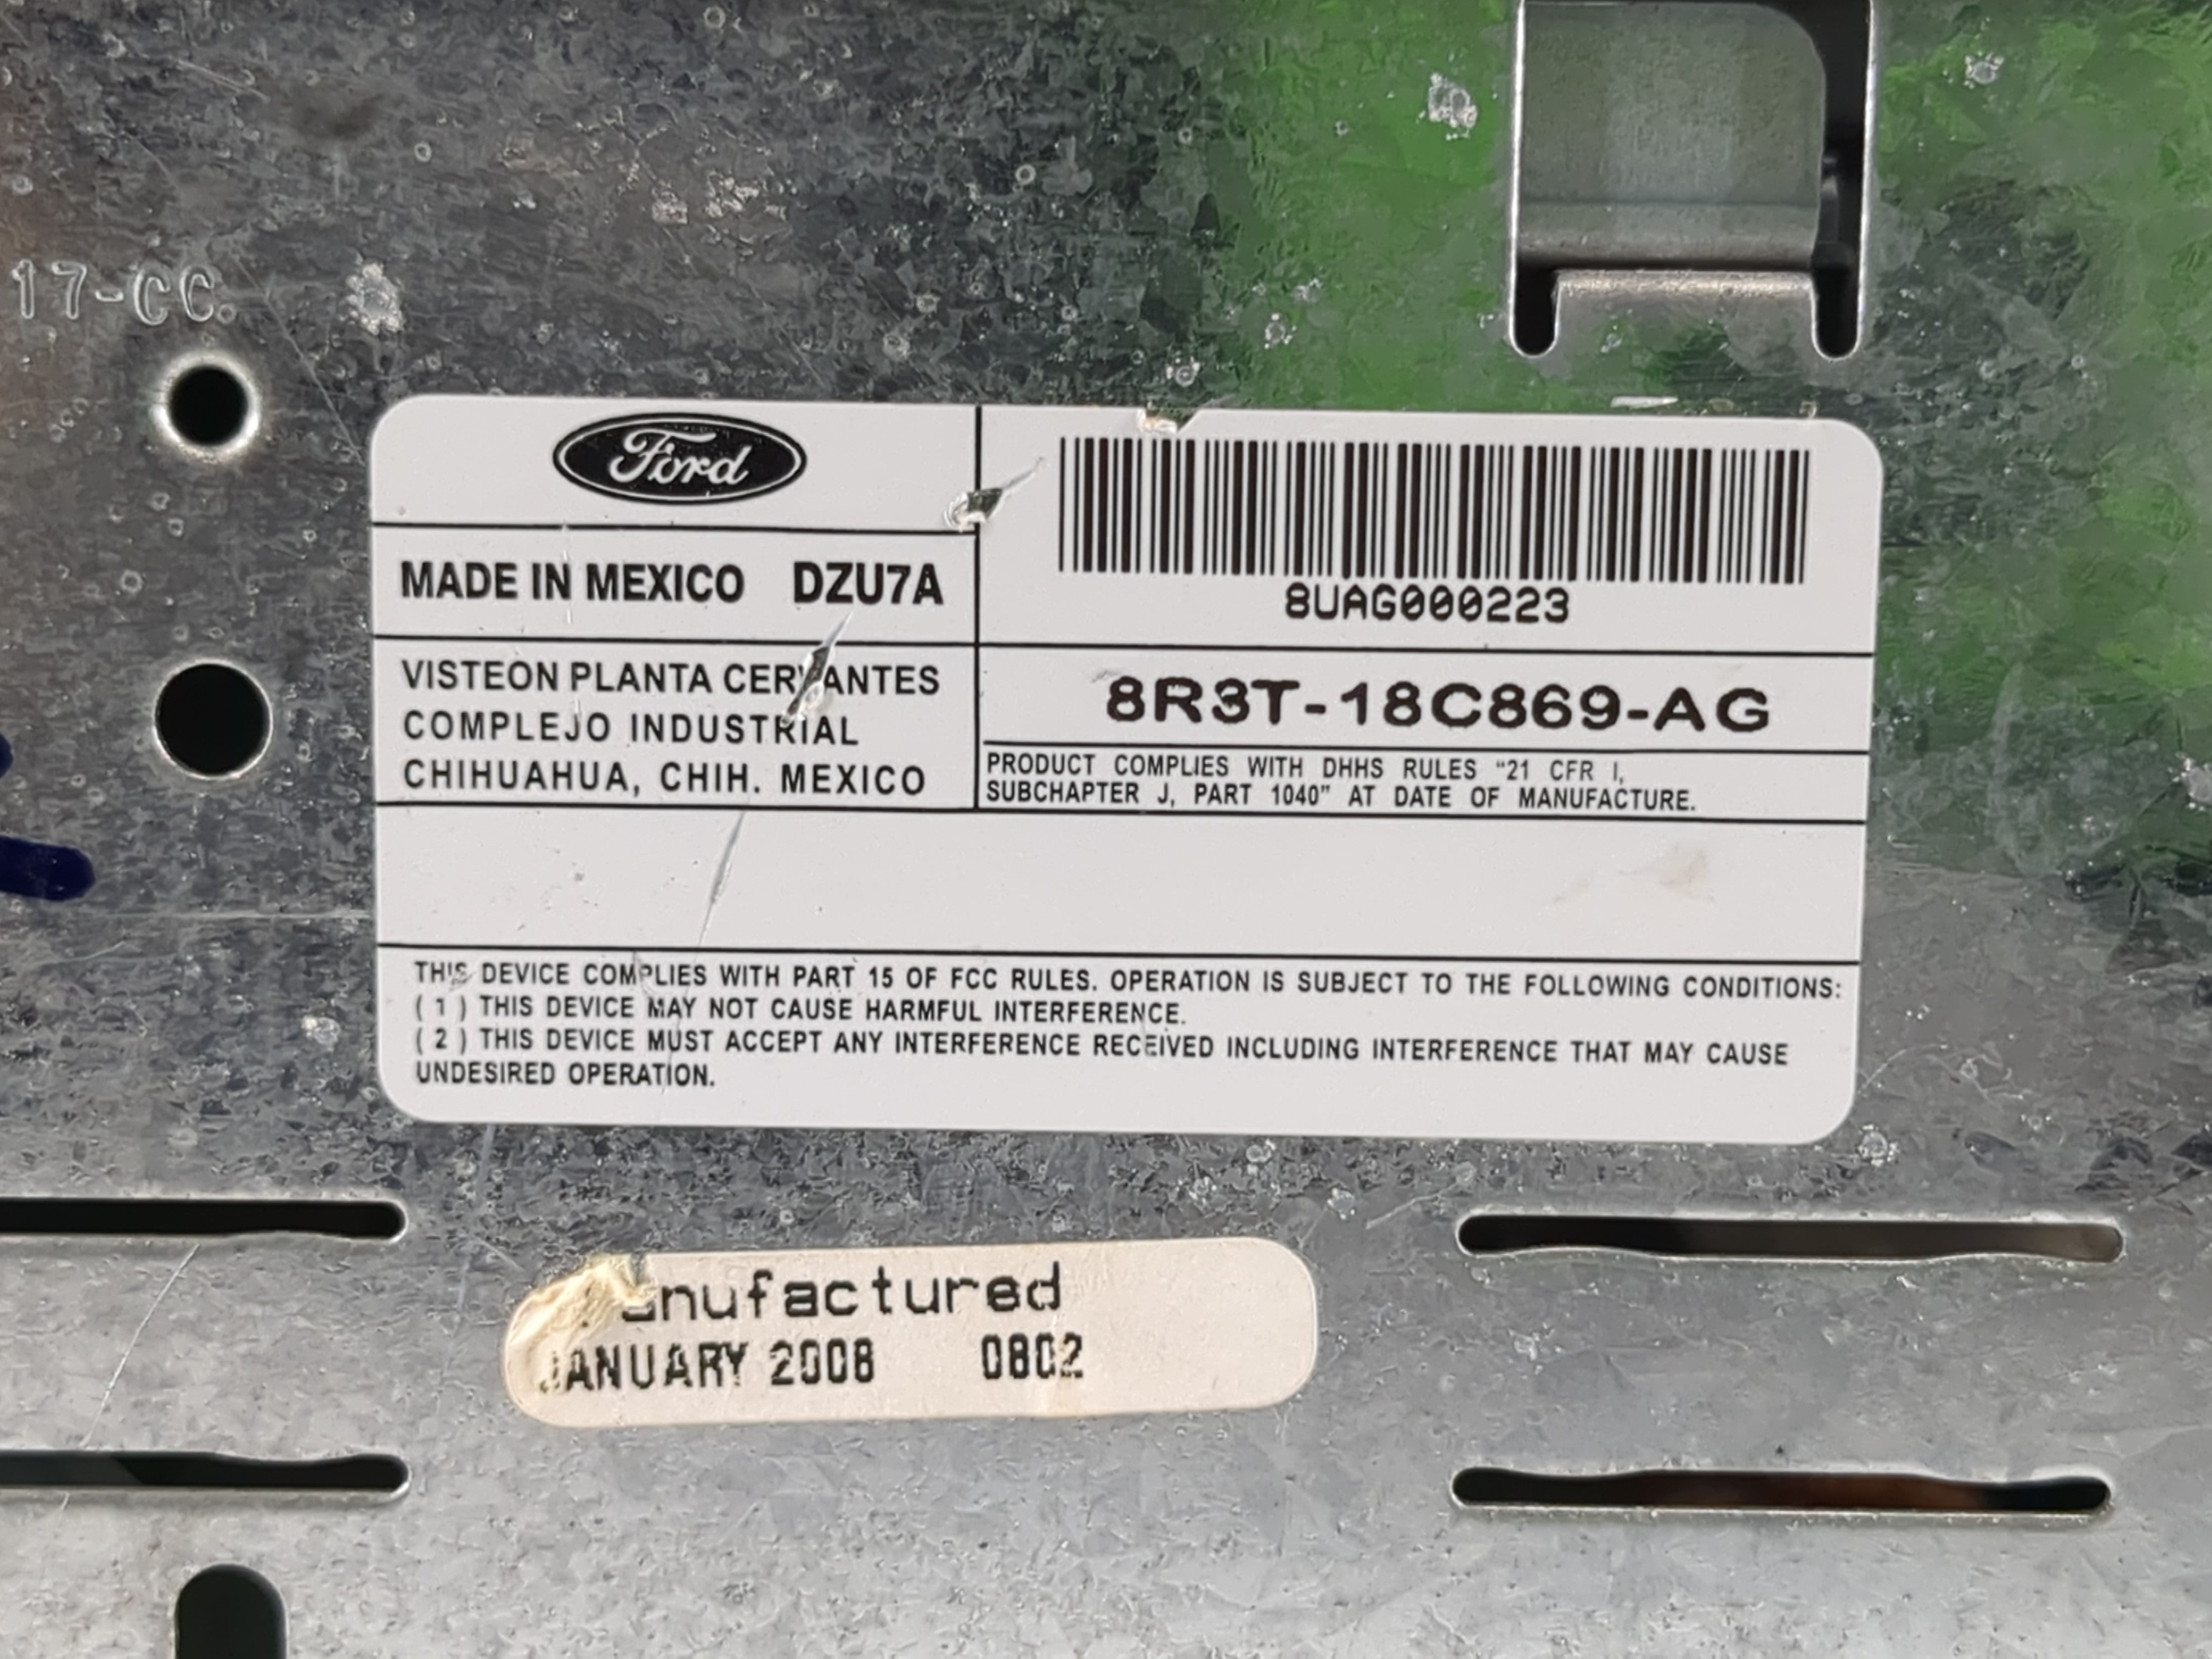 17-CC
Ford
MADE IN MEXICO DZU7A
VISTEON PLANTA CERVANTES
COMPLEJO INDUSTRIAL
CHIHUAHUA, CHIH. MEXICO
8UAG000223
8R3T-18C869-AG
PRODUCT COMPLIES WITH DHHS RULES "21 CFR I,
SUBCHAPTER J, PART 1040" AT DATE OF MANUFACTURE.
THIS DEVICE COMPLIES WITH PART 15 OF FCC RULES. OPERATION IS SUBJECT TO THE FOLLOWING CONDITIONS:
( 1 ) THIS DEVICE MAY NOT CAUSE HARMFUL INTERFERENCE.
( 2 ) THIS DEVICE MUST ACCEPT ANY INTERFERENCE RECEIVED INCLUDING INTERFERENCE THAT MAY CAUSE
UNDESIRED OPERATION.
anufactured
JANUARY 2008 0802